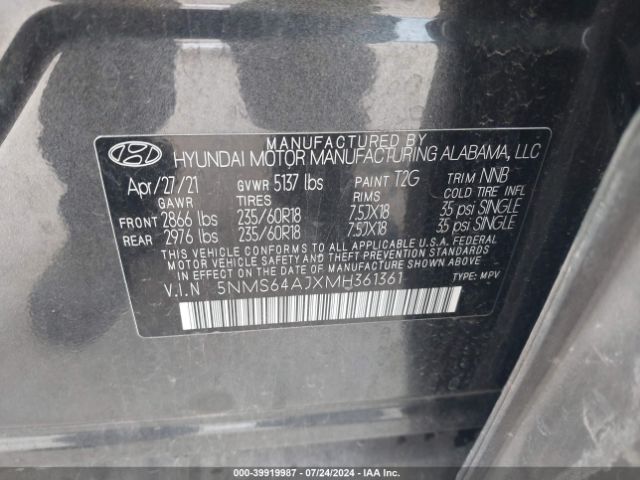 MANUFACTURED BY
HYUNDAI MOTOR MANUFACTURING ALABAMA, LLC
Apr/27/21 GVWR 5137 lbs PAINT T2G TRIM NNB
GAWR TIRES RIMS COLD TIRE INFL
FRONT 2866 lbs 235/60R18 7.5JX18 35 psi SINGLE
REAR 2976 lbs 235/60R18 7.5JX18 35 psi SINGLE
THIS VEHICLE CONFORMS TO ALL APPLICABLE U.S.A. FEDERAL
MOTOR VEHICLE SAFETY AND THEFT PREVENTION STANDARDS
IN EFFECT ON THE DATE OF MANUFACTURE SHOWN ABOVE.
V.I.N 5NMS64AJXMH361361 TYPE: MPV
000-39919987 - 07/24/2024 - IAA Inc.